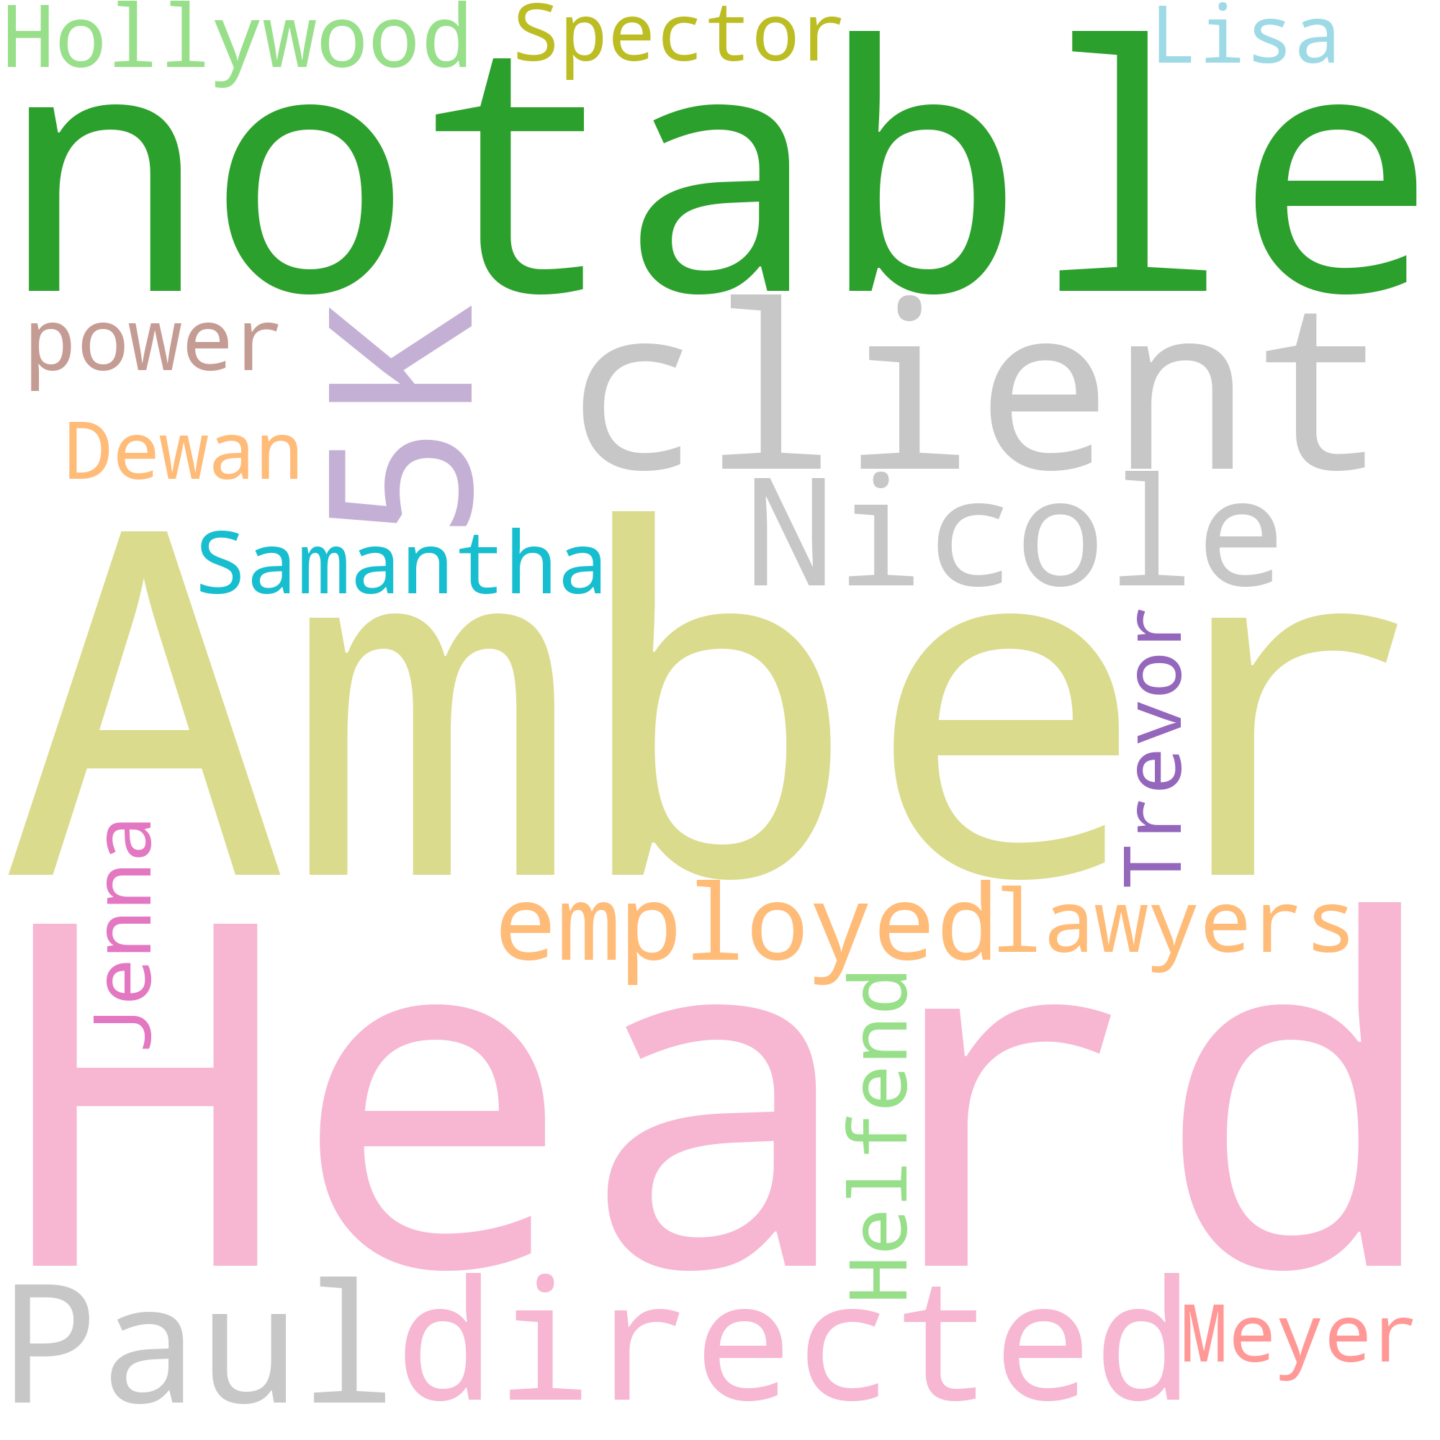 Hollywood Spector Lisa
notable
power
5K
client
Dewan
Nicole
Samantha
Amber
Trevor
Jenna
employed lawyers
Heard
Helfend
Paul directed Meyer